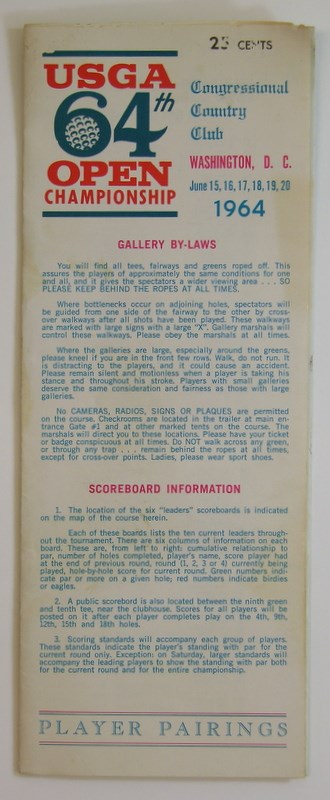 25 CENTS
USGA
64th
OPEN
CHAMPIONSHIP
Congressional
Country
Club
WASHINGTON, D. C.
June 15, 16, 17, 18, 19, 20
1964
GALLERY BY-LAWS
You will find all tees, fairways and greens roped off. This
assures the players of approximately the same conditions for one
and all, and it gives the spectators a wider viewing area . . . SO
PLEASE KEEP BEHIND THE ROPES AT ALL TIMES.
Where bottlenecks occur on adjoining holes, spectators will
be guided from one side of the fairway to the other by cross-
over walkways after all shots have been played. These walkways
are marked with large signs with a large "X". Gallery marshals will
control these walkways. Please obey the marshals at all times.
Where the galleries are large, especially around the greens,
please kneel if you are in the front few rows. Walk, do not run. It
is distracting to the players, and it could cause an accident.
Please remain silent and motionless when a player is taking his
stance and throughout his stroke. Players with small galleries
deserve the same consideration and fairness as those with large
galleries.
No CAMERAS, RADIOS, SIGNS OR PLAQUES are permitted
on the course. Checkrooms are located in the trailer at main en-
trance Gate #1 and at other marked tents on the course. The
marshals will direct you to these locations. Please have your ticket
or badge conspicuous at all times. Do NOT walk across any green,
or through any trap . . . remain behind the ropes at all times,
except for cross-over points. Ladies, please wear sport shoes.
SCOREBOARD INFORMATION
1. The location of the six "leaders" scoreboards is indicated
on the map of the course herein.
Each of these boards lists the ten current leaders through-
out the tournament. There are six columns of information on each
board. These are, from left to right: cumulative relationship to
par, number of holes completed, player's name, score player had
at the end of previous round, round (1, 2, 3 or 4) currently being
played, hole-by-hole score for current round. Green numbers indi-
cate par or more on a given hole; red numbers indicate birdies
or eagles.
2. A public scorebord is also located between the ninth green
and tenth tee, near the clubhouse. Scores for all players will be
posted on it after each player completes play on the 4th, 9th,
12th, 15th and 18th holes.
3. Scoring standards will accompany each group of players.
These standards indicate the player's standing with par for the
current round only. Exception: on Saturday, larger standards will
accompany the leading players to show the standing with both par
for the current round and for the entire championship.
PLAYER PAIRINGS